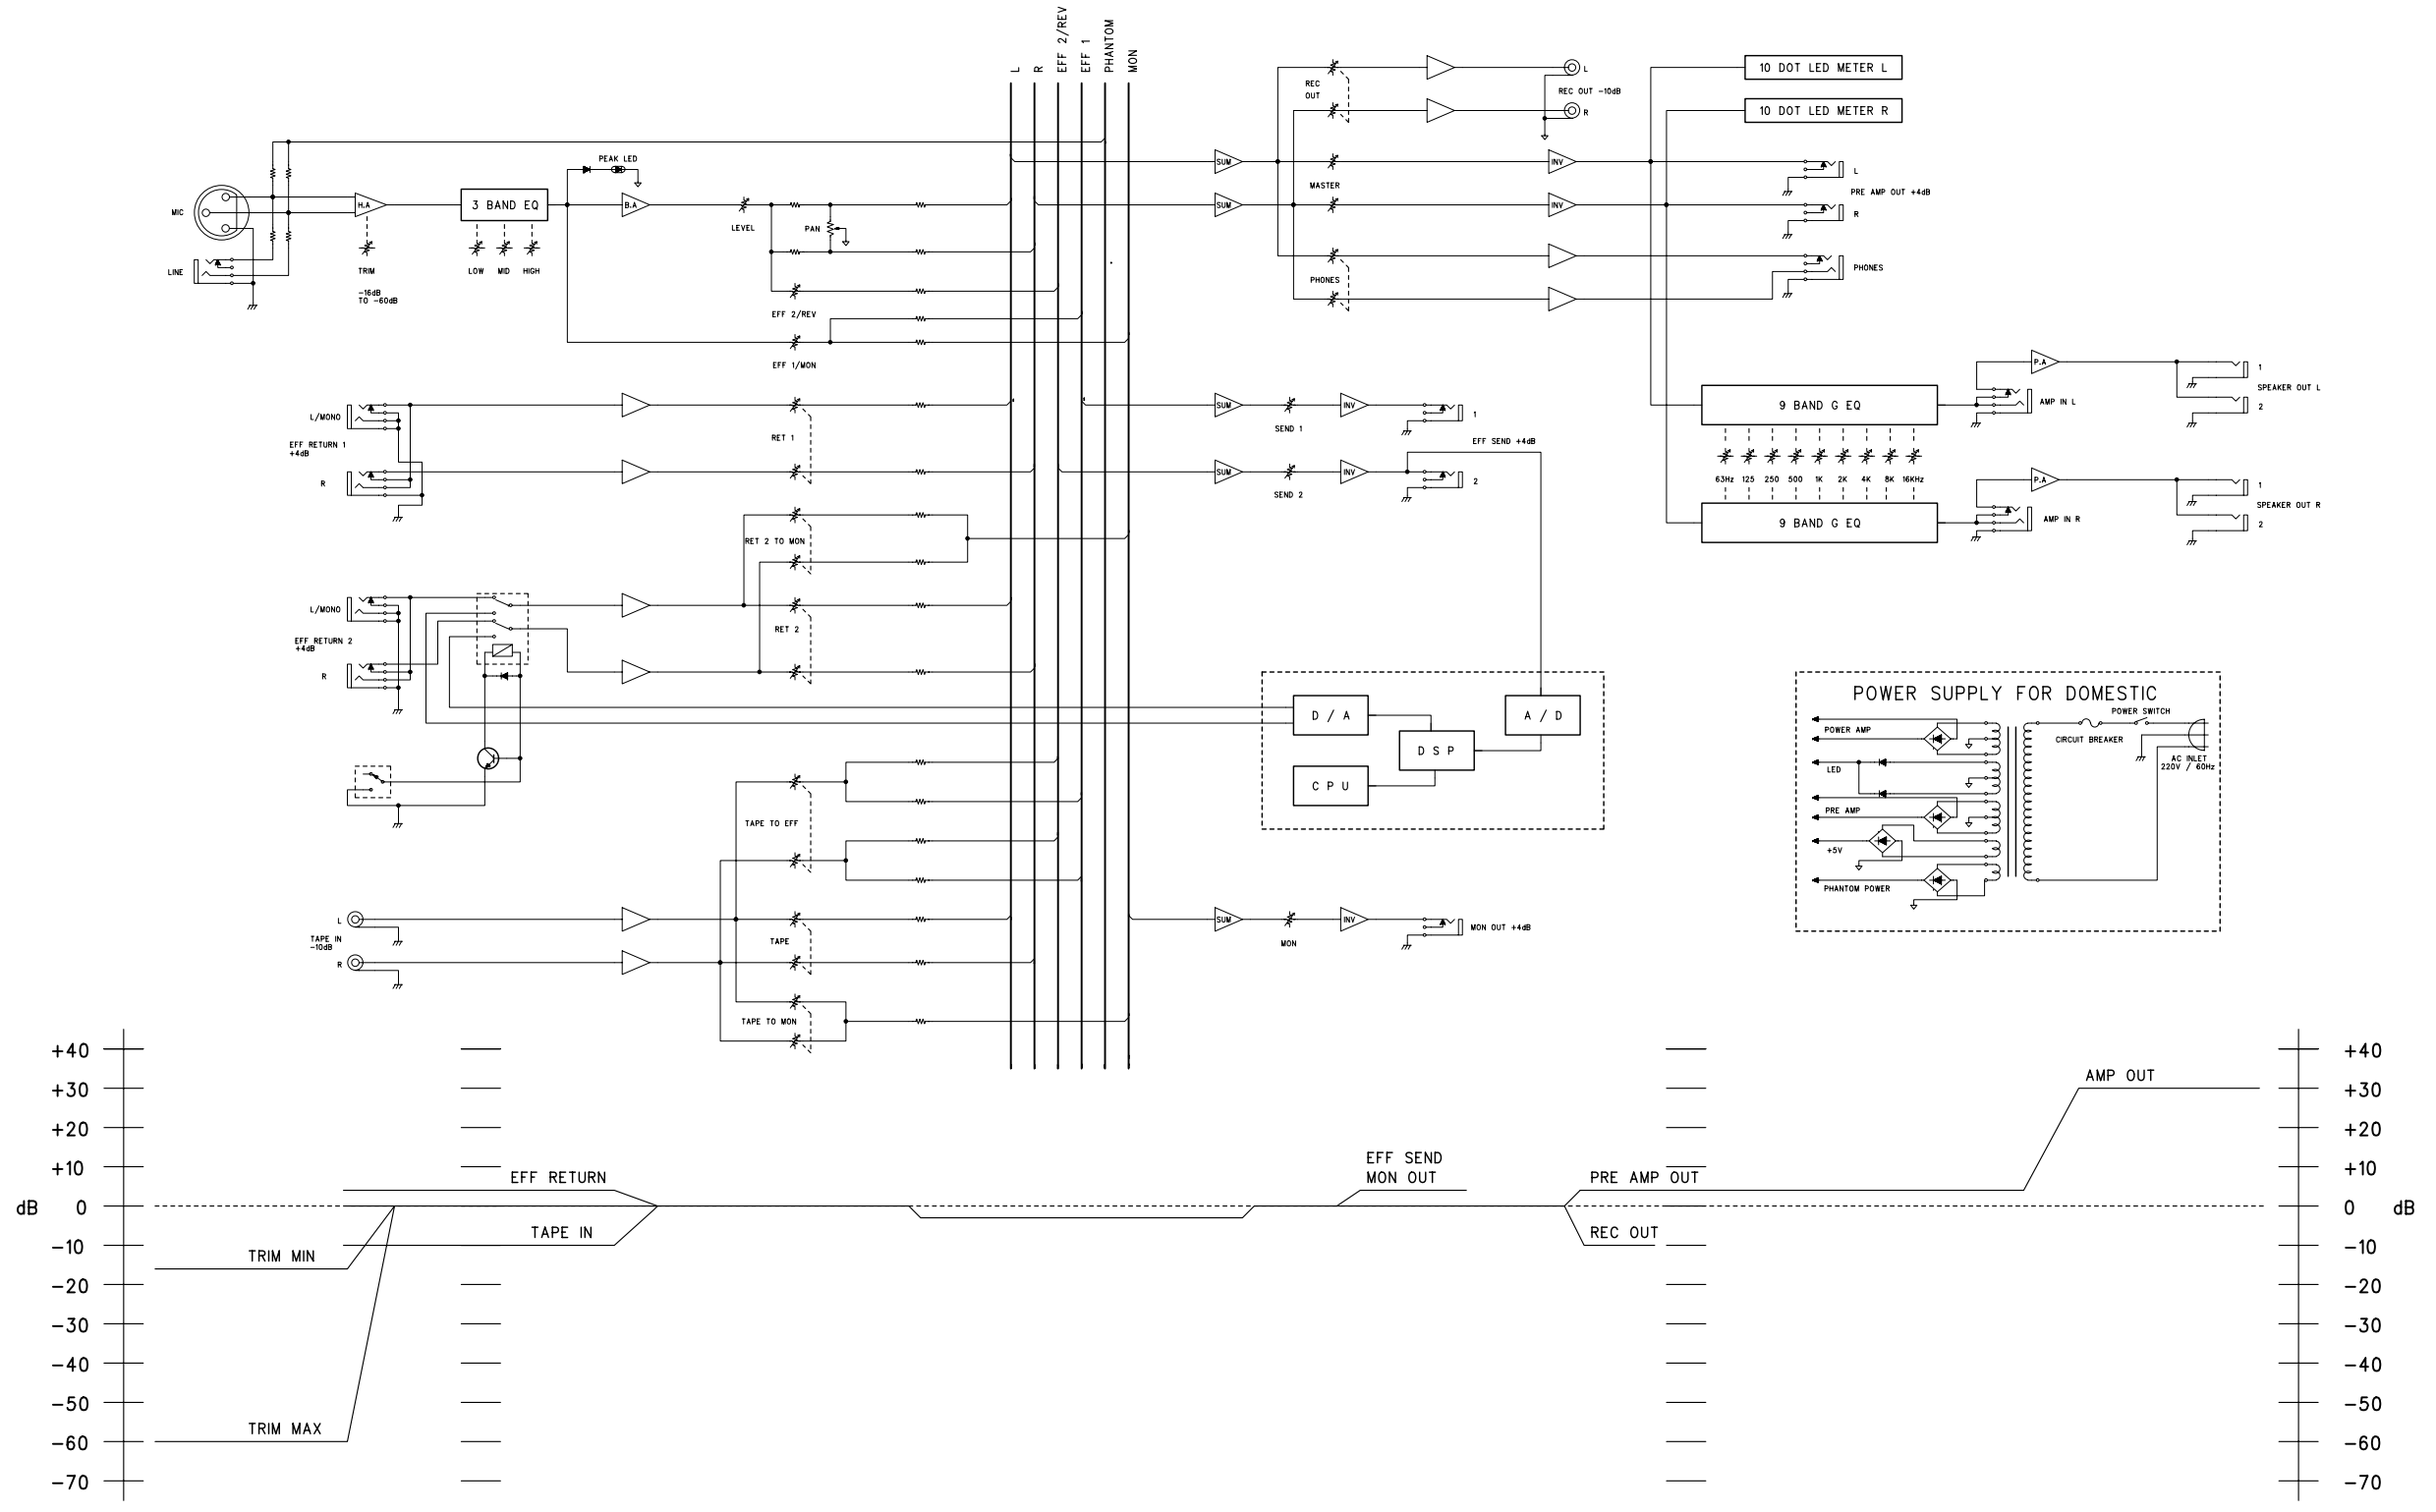 L
R
EFF 2/REV
EFF 1
PHANTOM
MON
MIC
LINE
H.A
TRIM
-16dB
TO -60dB
3 BAND EQ
LOW
MID
HIGH
PEAK LED
B.A
LEVEL
PAN
EFF 2/REV
EFF 1/MON
L/MONO
EFF RETURN 1
+4dB
R
RET 1
RET 2 TO MON
L/MONO
EFF RETURN 2
+4dB
R
RET 2
TAPE TO EFF
L
TAPE IN
-10dB
R
TAPE
TAPE TO MON
REC
OUT
L
REC OUT -10dB
R
SUM
MASTER
INV
SUM
INV
PHONES
10 DOT LED METER L
10 DOT LED METER R
L
PRE AMP OUT +4dB
R
PHONES
SUM
SEND 1
INV
1
EFF SEND +4dB
SUM
SEND 2
INV
2
9 BAND G EQ
63Hz 125 250 500 1K 2K 4K 8K 16KHz
9 BAND G EQ
AMP IN L
P.A
1
SPEAKER OUT L
2
AMP IN R
P.A
1
SPEAKER OUT R
2
D / A
A / D
D S P
C P U
SUM
MON
INV
MON OUT +4dB
POWER SUPPLY FOR DOMESTIC
POWER SWITCH
POWER AMP
CIRCUIT BREAKER
AC INLET
220V / 60Hz
LED
PRE AMP
+5V
PHANTOM POWER
+40
+30
+20
+10
dB 0
-10
-20
-30
-40
-50
-60
-70
EFF RETURN
TAPE IN
TRIM MIN
TRIM MAX
EFF SEND
MON OUT
PRE AMP OUT
REC OUT
AMP OUT
+40
+30
+20
+10
0 dB
-10
-20
-30
-40
-50
-60
-70